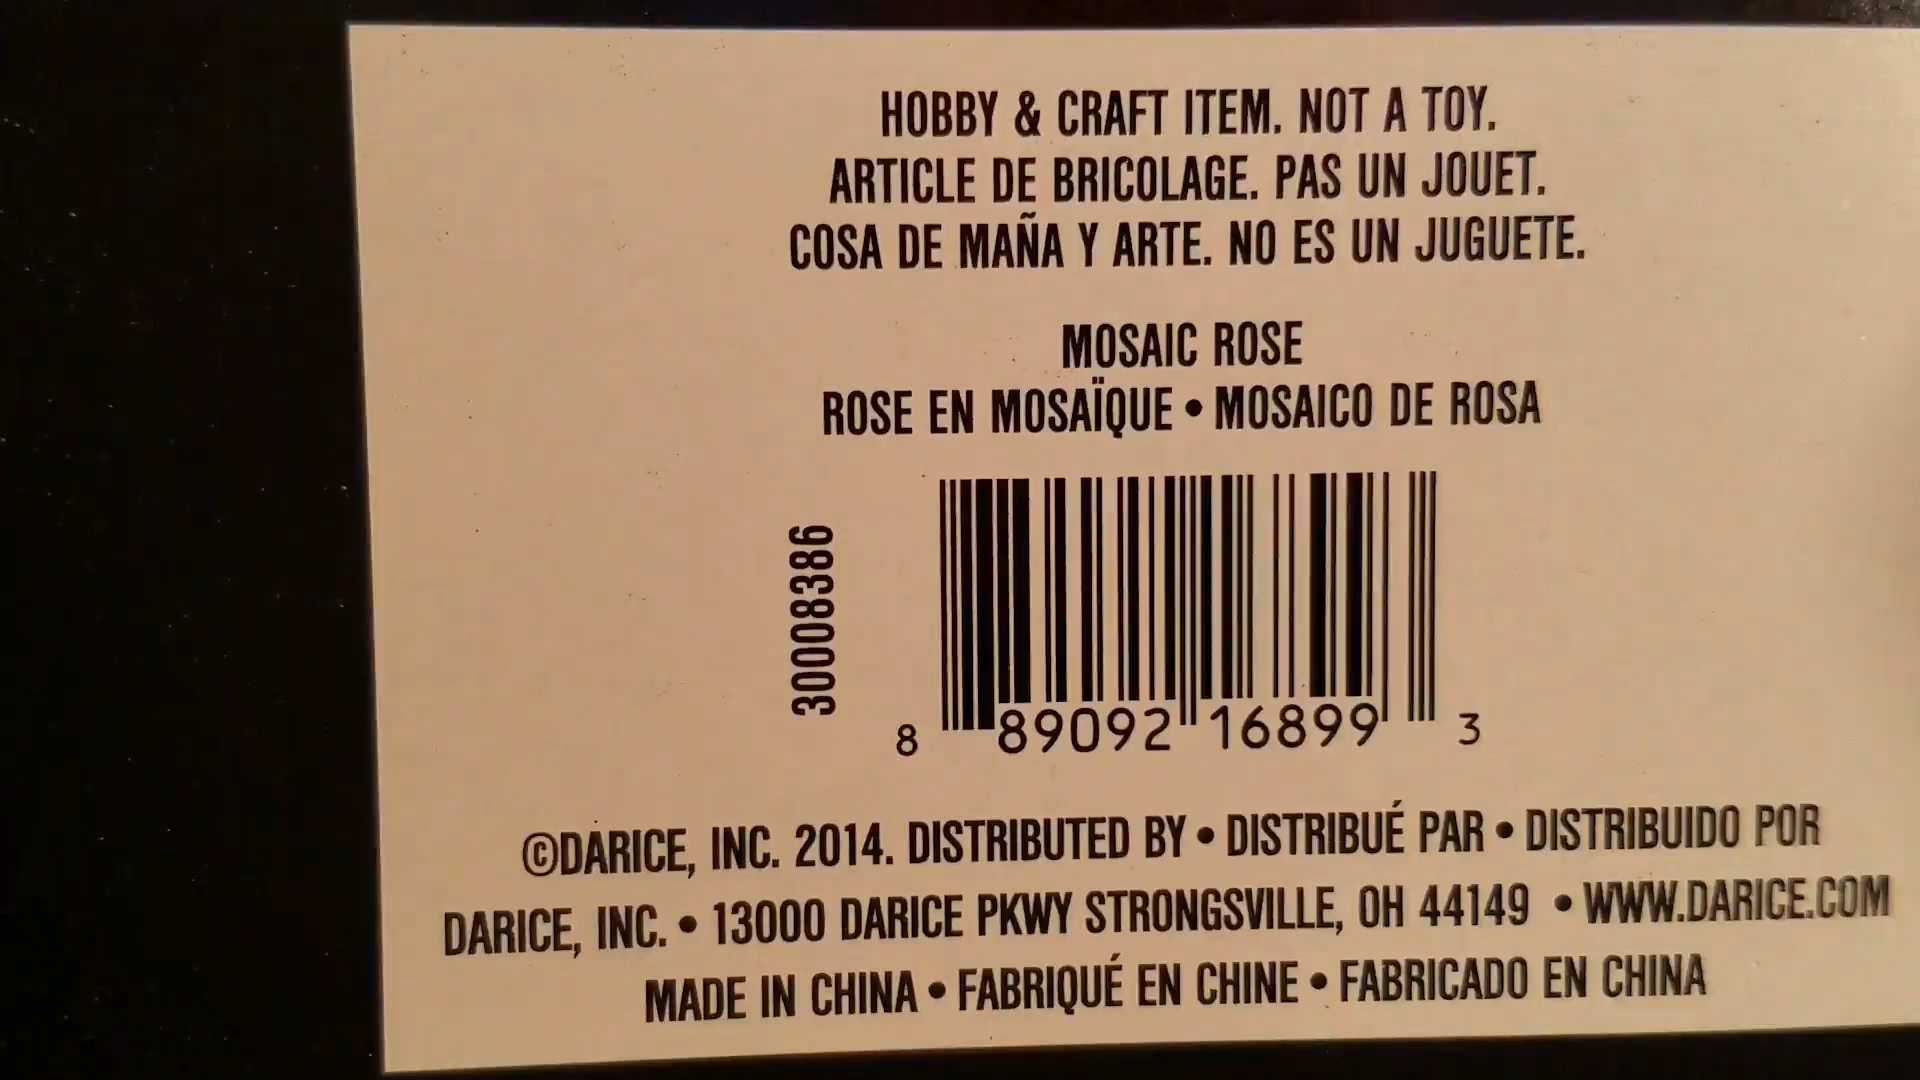 HOBBY & CRAFT ITEM. NOT A TOY.
ARTICLE DE BRICOLAGE. PAS UN JOUET.
COSA DE MAÑA Y ARTE. NO ES UN JUGUETE.
MOSAIC ROSE
ROSE EN MOSAÏQUE • MOSAICO DE ROSA
30008386
8 89092 16899 3
©DARICE, INC. 2014. DISTRIBUTED BY • DISTRIBUÉ PAR • DISTRIBUIDO POR
DARICE, INC. • 13000 DARICE PKWY STRONGSVILLE, OH 44149 • WWW.DARICE.COM
MADE IN CHINA • FABRIQUÉ EN CHINE • FABRICADO EN CHINA